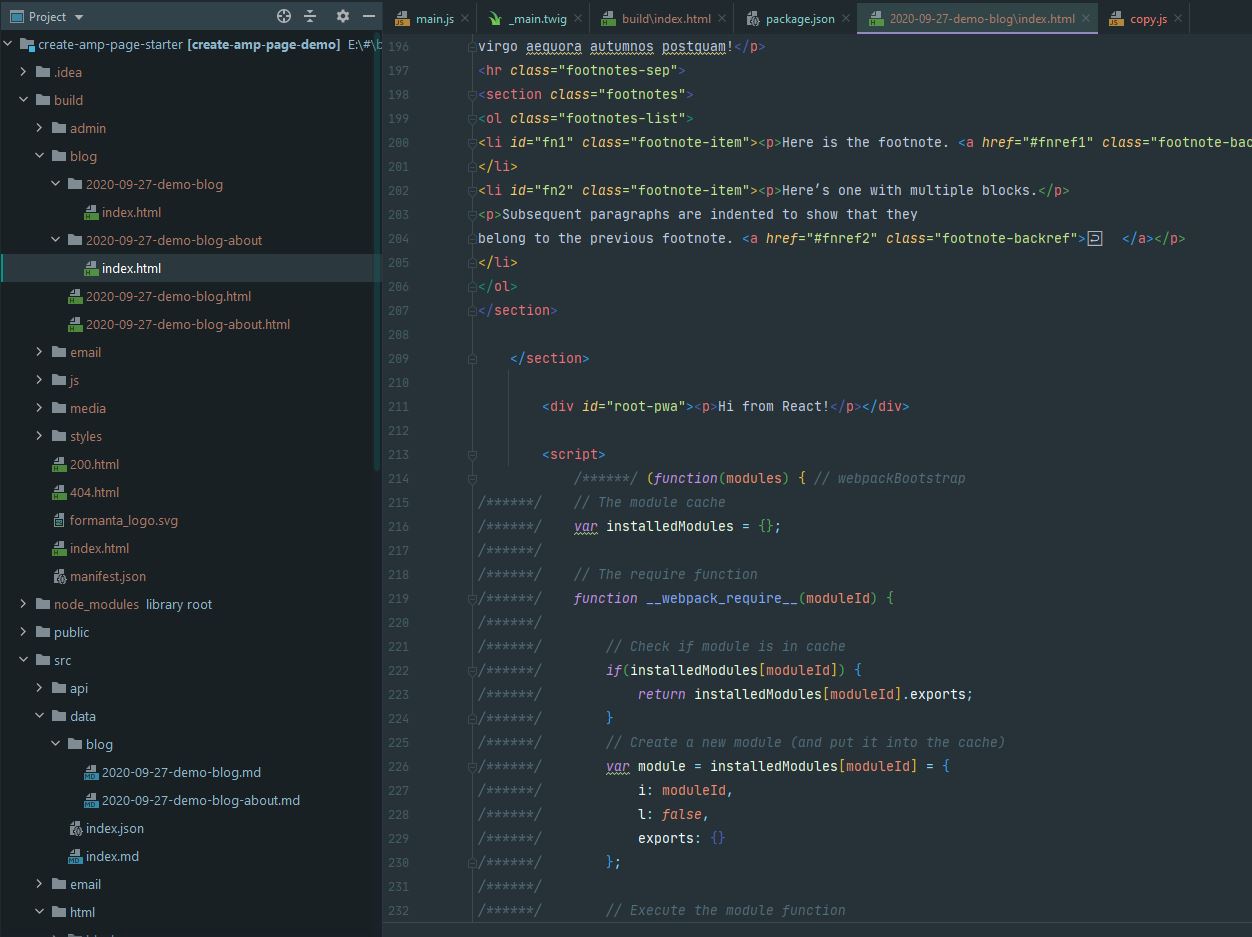 Project
create-amp-page-starter [create-amp-page-demo] E:\#\b
.idea
build
admin
blog
2020-09-27-demo-blog
index.html
2020-09-27-demo-blog-about
index.html
2020-09-27-demo-blog.html
2020-09-27-demo-blog-about.html
email
js
media
styles
200.html
404.html
formanta_logo.svg
index.html
manifest.json
node_modules library root
public
src
api
data
blog
2020-09-27-demo-blog.md
2020-09-27-demo-blog-about.md
index.json
index.md
email
html
main.js
_main.twig
build\index.html
package.json
2020-09-27-demo-blog\index.html
copy.js
196 virgo aequora autumnos postquam!</p>
197 <hr class="footnotes-sep">
198 <section class="footnotes">
199 <ol class="footnotes-list">
200 <li id="fn1" class="footnote-item"><p>Here is the footnote. <a href="#fnref1" class="footnote-bac
201 </li>
202 <li id="fn2" class="footnote-item"><p>Here’s one with multiple blocks.</p>
203 <p>Subsequent paragraphs are indented to show that they
204 belong to the previous footnote. <a href="#fnref2" class="footnote-backref">↩︎</a></p>
205 </li>
206 </ol>
207 </section>
208
209 </section>
210
211 <div id="root-pwa"><p>Hi from React!</p></div>
212
213 <script>
214 /******/ (function(modules) { // webpackBootstrap
215 /******/ // The module cache
216 /******/ var installedModules = {};
217 /******/
218 /******/ // The require function
219 /******/ function __webpack_require__(moduleId) {
220 /******/
221 /******/ // Check if module is in cache
222 /******/ if(installedModules[moduleId]) {
223 /******/ return installedModules[moduleId].exports;
224 /******/ }
225 /******/ // Create a new module (and put it into the cache)
226 /******/ var module = installedModules[moduleId] = {
227 /******/ i: moduleId,
228 /******/ l: false,
229 /******/ exports: {}
230 /******/ };
231 /******/
232 /******/ // Execute the module function